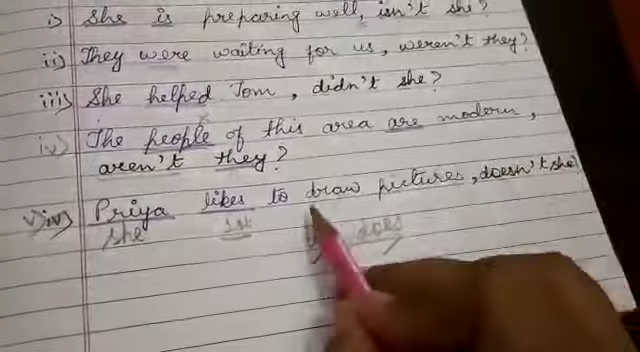 i) She is preparing well, isn't she?
ii) They were waiting for us, weren't they?
iii) She helped Tom, didn't she?
iv) The people of this area are modern,
aren't they?
v) Priya likes to draw pictures, doesn't she
she 1st does